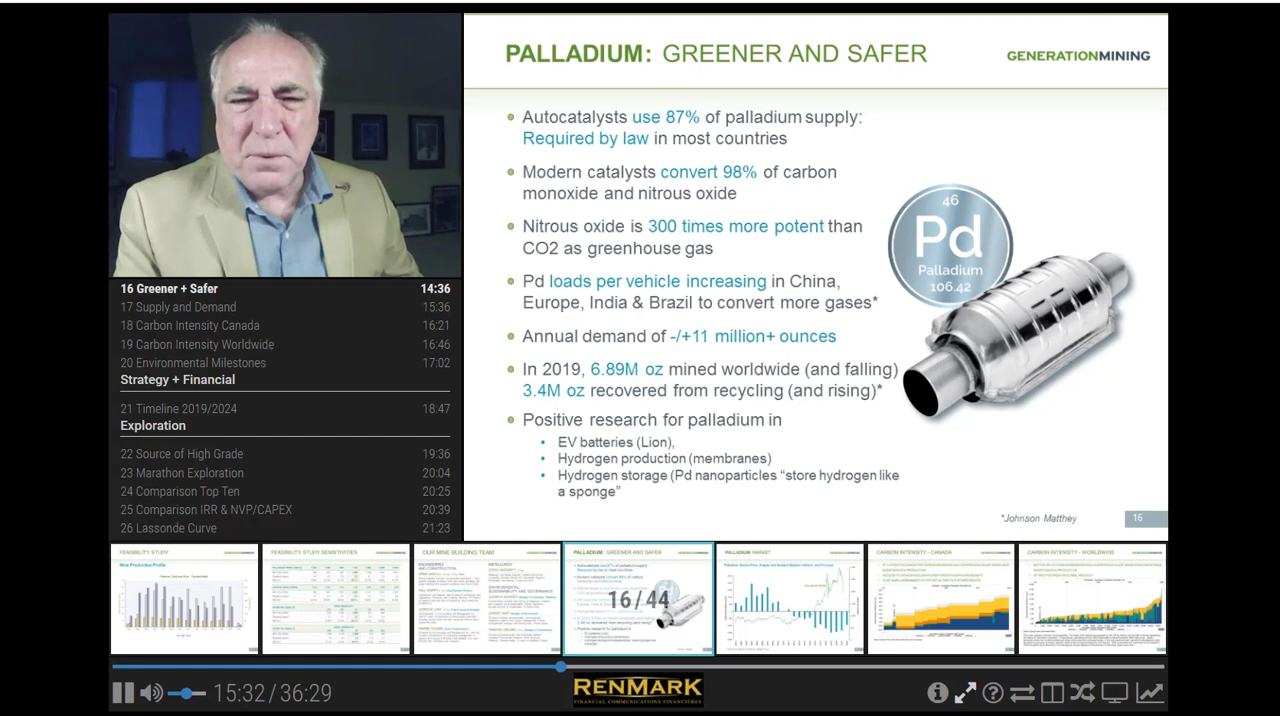 PALLADIUM: GREENER AND SAFER
GENERATIONMINING
Autocatalysts use 87% of palladium supply:
Required by law in most countries
Modern catalysts convert 98% of carbon
monoxide and nitrous oxide
Nitrous oxide is 300 times more potent than
CO2 as greenhouse gas
Pd loads per vehicle increasing in China,
Europe, India & Brazil to convert more gases*
Annual demand of -/+11 million+ ounces
In 2019, 6.89M oz mined worldwide (and falling)
3.4M oz recovered from recycling (and rising)*
Positive research for palladium in
EV batteries (Lion),
Hydrogen production (membranes)
Hydrogen storage (Pd nanoparticles “store hydrogen like
a sponge”
46
Pd
Palladium
106.42
*Johnson Matthey
16
16 Greener + Safer 14:36
17 Supply and Demand 15:36
18 Carbon Intensity Canada 16:21
19 Carbon Intensity Worldwide 16:46
20 Environmental Milestones 17:02
Strategy + Financial
21 Timeline 2019/2024 18:47
Exploration
22 Source of High Grade 19:36
23 Marathon Exploration 20:04
24 Comparison Top Ten 20:25
25 Comparison IRR & NVP/CAPEX 20:39
26 Lassonde Curve 21:23
FEASIBILITY STUDY
Mine Production Profile
FEASIBILITY STUDY SENSITIVITIES
OUR MINE BUILDING TEAM
PALLADIUM: GREENER AND SAFER
16 / 44
PALLADIUM MARKET
CARBON INTENSITY - CANADA
CARBON INTENSITY - WORLDWIDE
15:32 / 36:29
RENMARK
FINANCIAL COMMUNICATIONS FINANCIÈRES